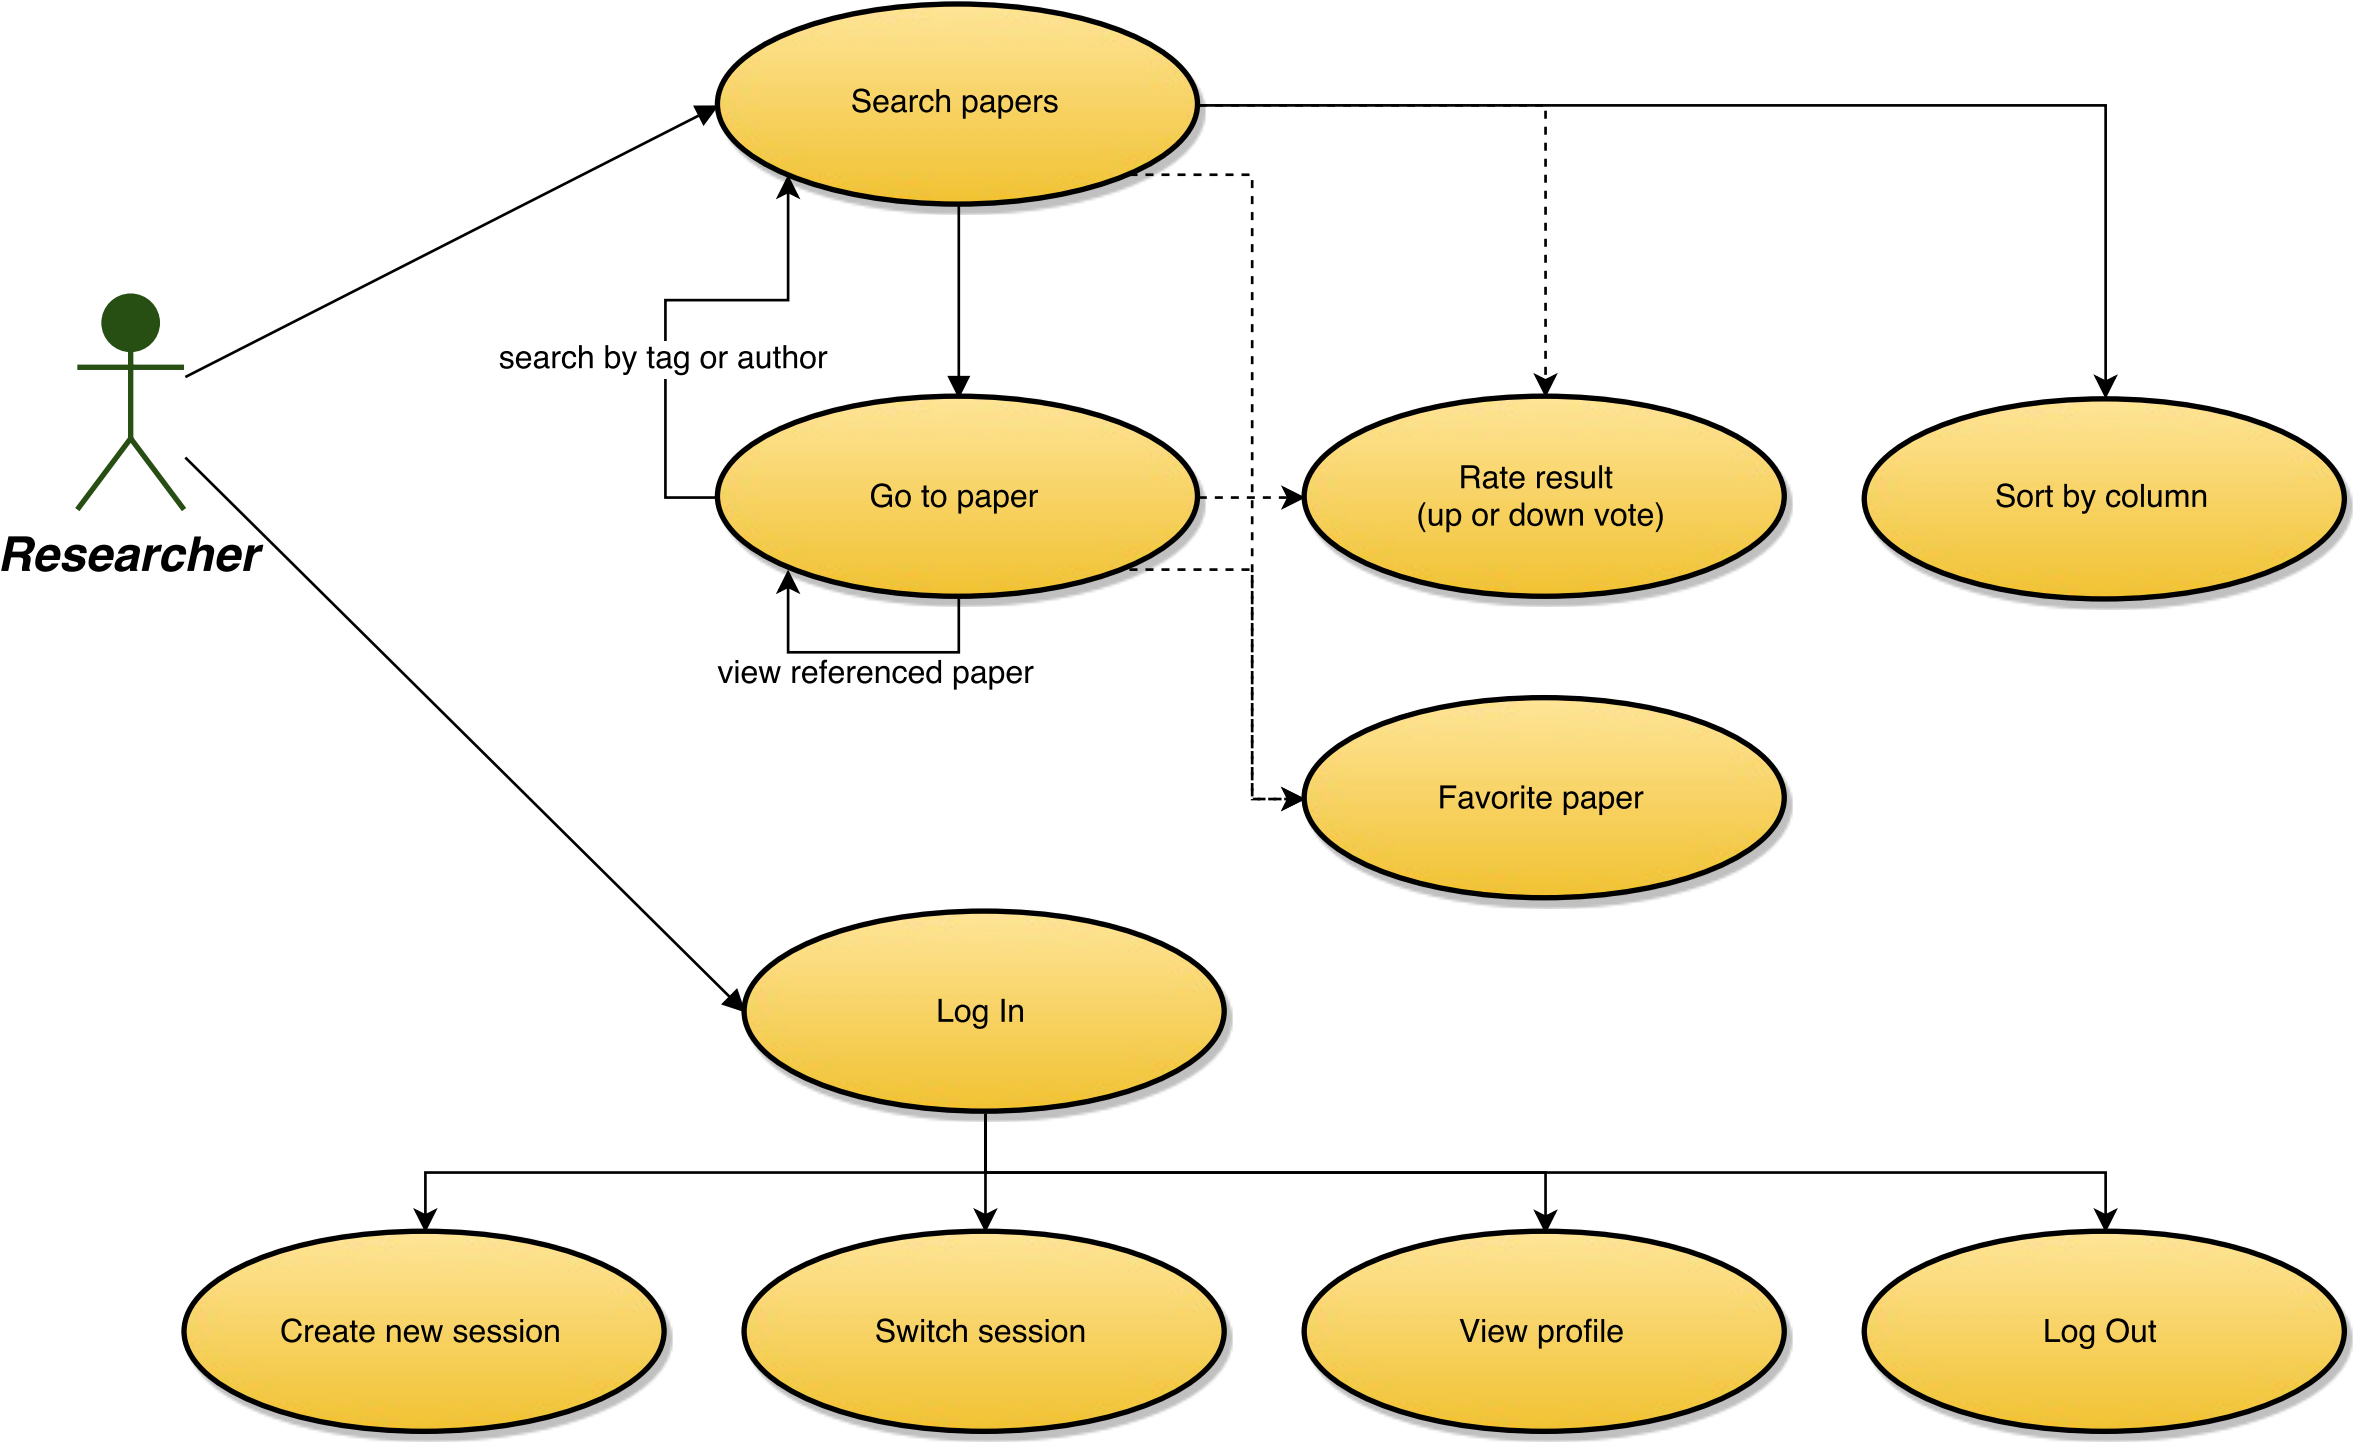 Search papers
search by tag or author
Go to paper
Rate result
(up or down vote)
Sort by column
Researcher
view referenced paper
Favorite paper
Log In
Create new session
Switch session
View profile
Log Out